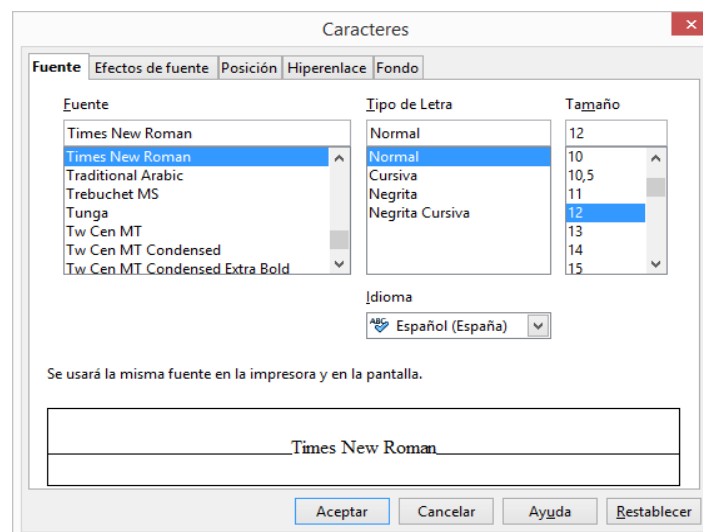 Caracteres
Fuente Efectos de fuente Posición Hiperenlace Fondo
Fuente Tipo de Letra Tamaño
Times New Roman Normal 12
Times New Roman Normal 10
Traditional Arabic Cursiva 10,5
Trebuchet MS Negrita 11
Tunga Negrita Cursiva 12
Tw Cen MT 13
Tw Cen MT Condensed 14
Tw Cen MT Condensed Extra Bold 15
Idioma
ABC Español (España)
Se usará la misma fuente en la impresora y en la pantalla.
Times New Roman
Aceptar Cancelar Ayuda Restablecer